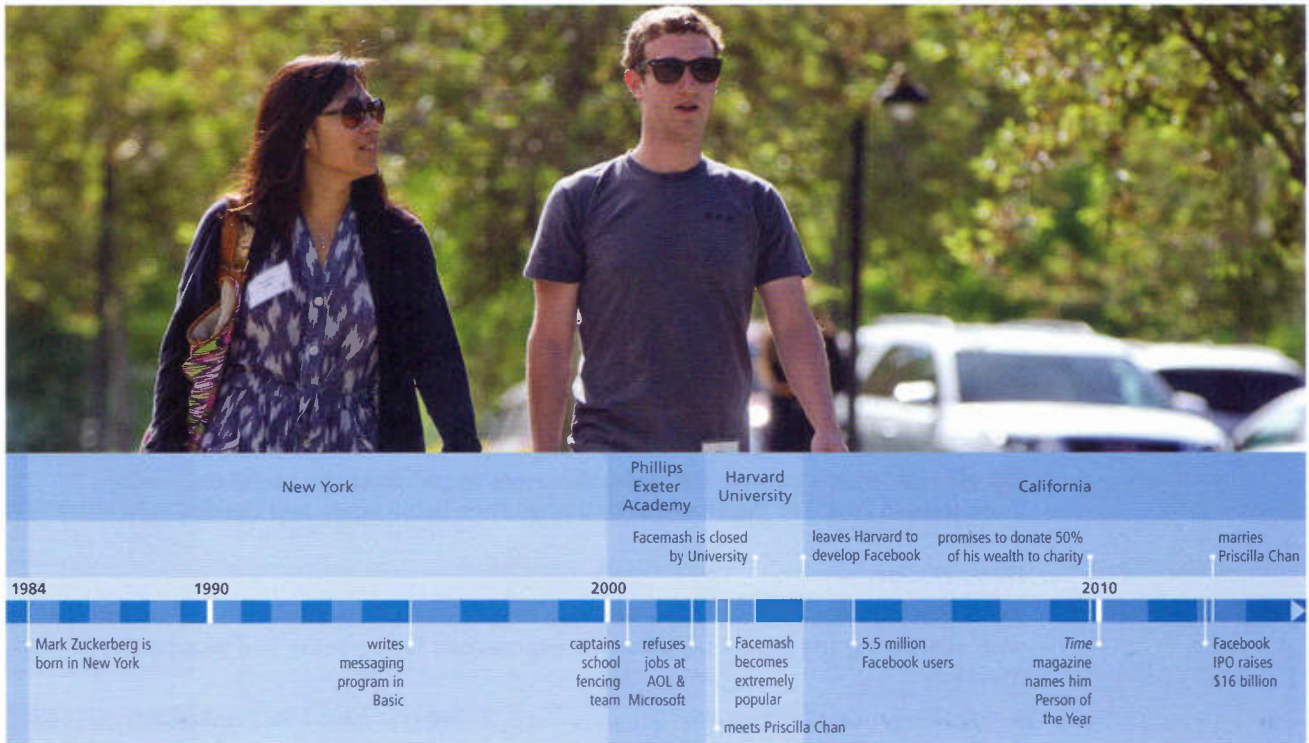 New York
Phillips
Exeter
Academy
Harvard
University
California
Facemash is closed
by University
leaves Harvard to
develop Facebook
promises to donate 50%
of his wealth to charity
marries
Priscilla Chan
1984
1990
2000
2010
Mark Zuckerberg is
born in New York
writes
messaging
program in
Basic
captains
school
fencing
team
refuses
jobs at
AOL &
Microsoft
meets Priscilla Chan
Facemash
becomes
extremely
popular
5.5 million
Facebook users
Time
magazine
names him
Person of
the Year
Facebook
IPO raises
$16 billion